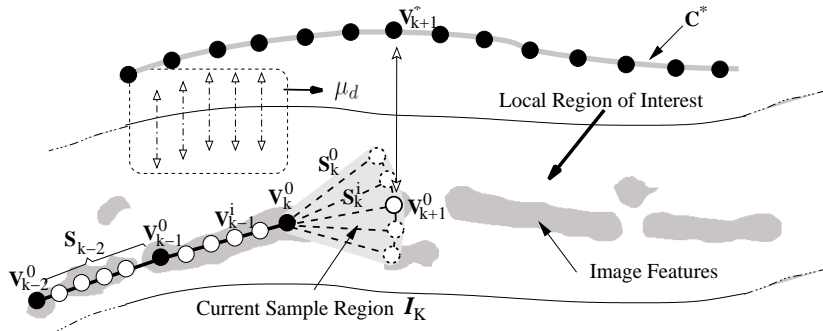 V*k+1
C*
μd
Local Region of Interest
S0k
V0k
Sik
V0k+1
Vik−1
V0k−1
Sk−2
V0k−2
Image Features
Current Sample Region IK